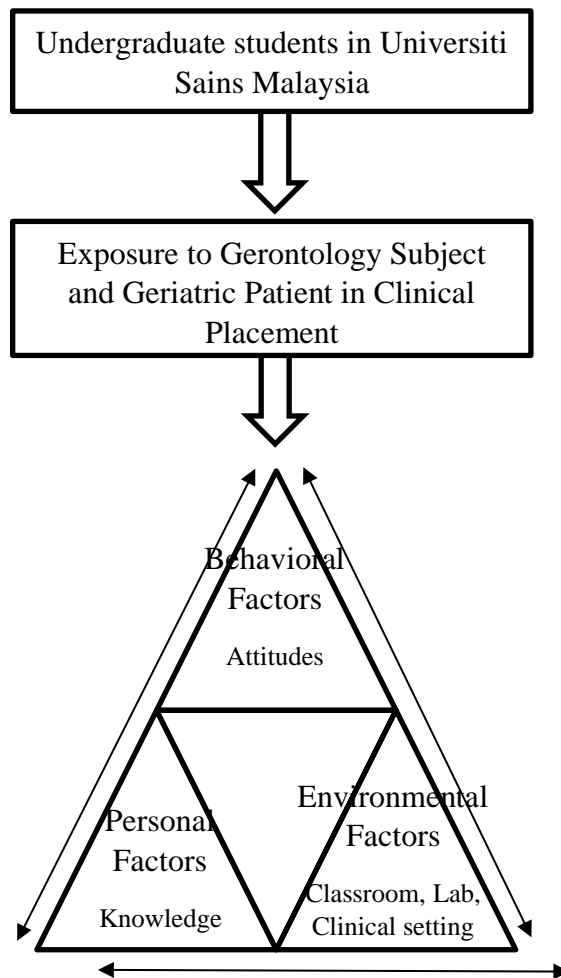 Undergraduate students in Universiti
Sains Malaysia
Exposure to Gerontology Subject
and Geriatric Patient in Clinical
Placement
Behavioral
Factors
Attitudes
Personal
Factors
Knowledge
Environmental
Factors
Classroom, Lab,
Clinical setting